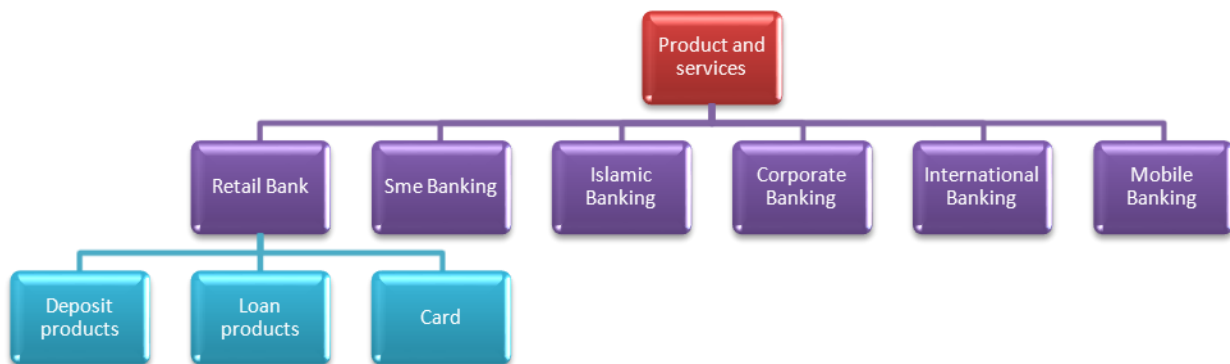 Product and
services
Retail Bank
Sme Banking
Islamic
Banking
Corporate
Banking
International
Banking
Mobile
Banking
Deposit
products
Loan
products
Card